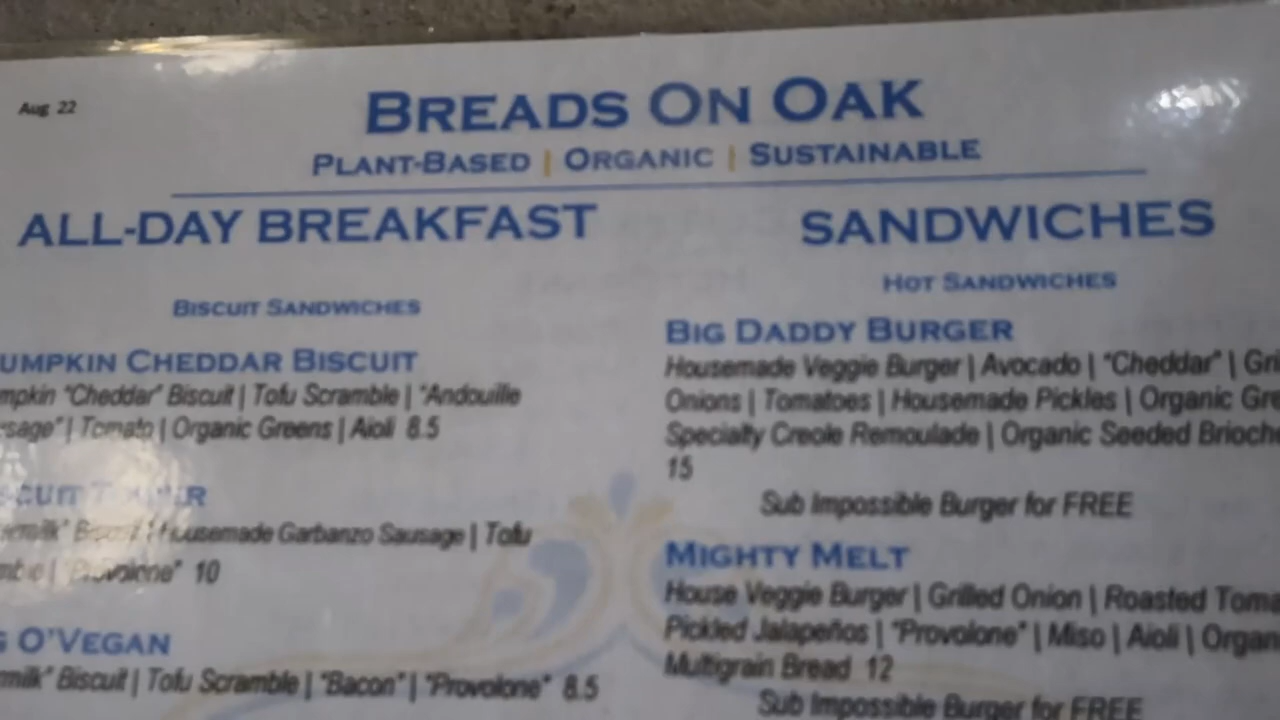 Aug 22
BREADS ON OAK
PLANT-BASED | ORGANIC | SUSTAINABLE
ALL-DAY BREAKFAST
BISCUIT SANDWICHES
UMPKIN CHEDDAR BISCUIT
mpkin "Cheddar" Biscuit | Tofu Scramble | "Andouille
sage" | Tomato | Organic Greens | Aioli 8.5
Housemade Garbanzo Sausage | Tofu
"Provolone" 10
O'VEGAN
milk" Biscuit | Tofu Scramble | "Bacon" | "Provolone" 8.5
SANDWICHES
HOT SANDWICHES
BIG DADDY BURGER
Housemade Veggie Burger | Avocado | "Cheddar" | Gri
Onions | Tomatoes | Housemade Pickles | Organic Gre
Specialty Creole Remoulade | Organic Seeded Brioche
15
Sub Impossible Burger for FREE
MIGHTY MELT
House Veggie Burger | Grilled Onion | Roasted Toma
Pickled Jalapeños | "Provolone" | Miso | Aioli | Organ
Multigrain Bread 12
Sub Impossible Burger for FREE